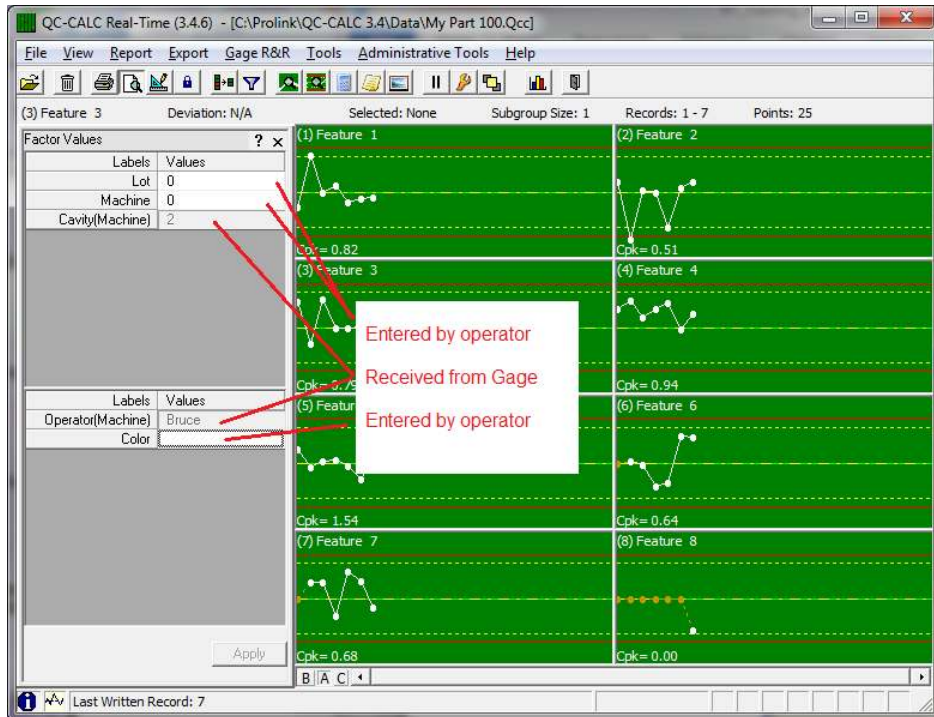 QC-CALC Real-Time (3.4.6) - [C:\Prolink\QC-CALC 3.4\Data\My Part 100.Qcc]
File View Report Export Gage R&R Tools Administrative Tools Help
(3) Feature 3 Deviation: N/A Selected: None Subgroup Size: 1 Records: 1 - 7 Points: 25
Factor Values ? x
Labels Values
Lot 0
Machine 0
Cavity(Machine) 2
Labels Values
Operator(Machine) Bruce
Color
Apply
(1) Feature 1
Cpk= 0.82
(2) Feature 2
Cpk= 0.51
(3) Feature 3
(4) Feature 4
Cpk= 0.94
Entered by operator
Received from Gage
Entered by operator
(5)
Cpk= 1.54
(6) Feature 6
Cpk= 0.64
(7) Feature 7
Cpk= 0.68
(8) Feature 8
Cpk= 0.00
B A C
Last Written Record: 7